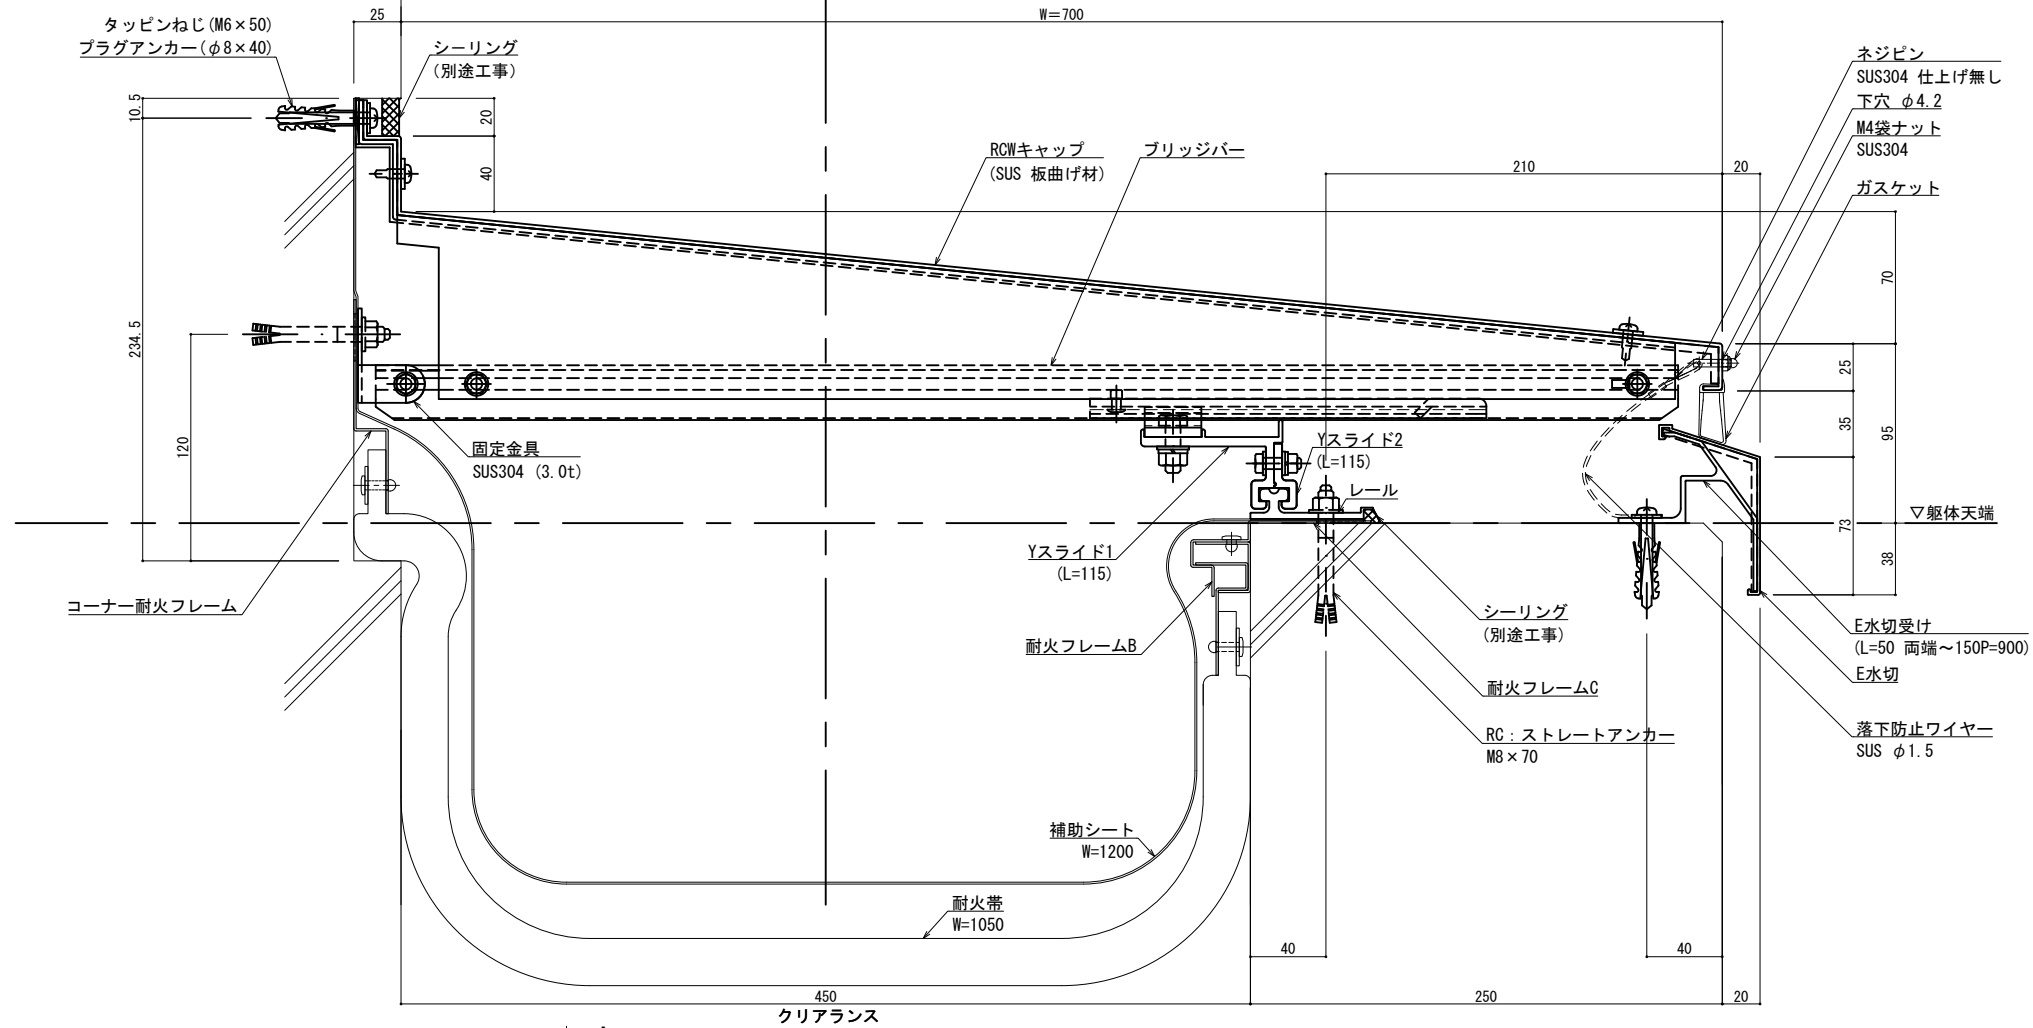 25
W=700
タッピンねじ(M6×50)
プラグアンカー(φ8×40)
シーリング
(別途工事)
ネジピン
SUS304 仕上げ無し
下穴 φ4.2
M4袋ナット
SUS304
ガスケット
10.5
20
40
RCWキャップ
(SUS 板曲げ材)
ブリッジバー
210
20
70
234.5
120
25
35
95
73
38
固定金具
SUS304 (3.0t)
Yスライド2
(L=115)
レール
▽躯体天端
Yスライド1
(L=115)
コーナー耐火フレーム
シーリング
(別途工事)
耐火フレームB
E水切受け
(L=50 両端～150P=900)
E水切
耐火フレームC
RC：ストレートアンカー
M8×70
落下防止ワイヤー
SUS φ1.5
補助シート
W=1200
耐火帯
W=1050
40
40
450
250
20
クリアランス